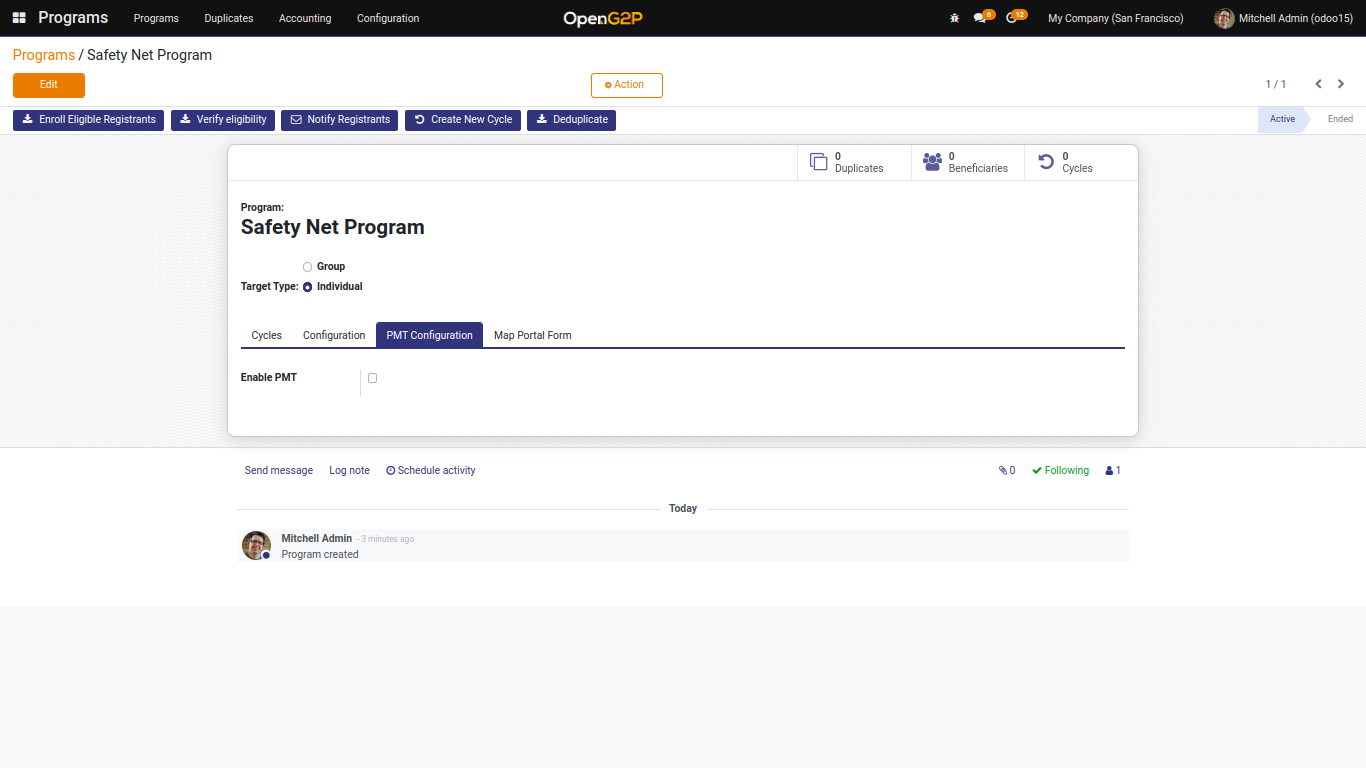 Programs Programs Duplicates Accounting Configuration OpenG2P 6 12 My Company (San Francisco) Mitchell Admin (odoo15)
Programs / Safety Net Program
Edit Action 1 / 1
Enroll Eligible Registrants Verify eligibility Notify Registrants Create New Cycle Deduplicate Active Ended
0 Duplicates
0 Beneficiaries
0 Cycles
Program:
Safety Net Program
Group
Target Type: Individual
Cycles Configuration PMT Configuration Map Portal Form
Enable PMT
Send message Log note Schedule activity 0 Following 1
Today
Mitchell Admin - 3 minutes ago
Program created